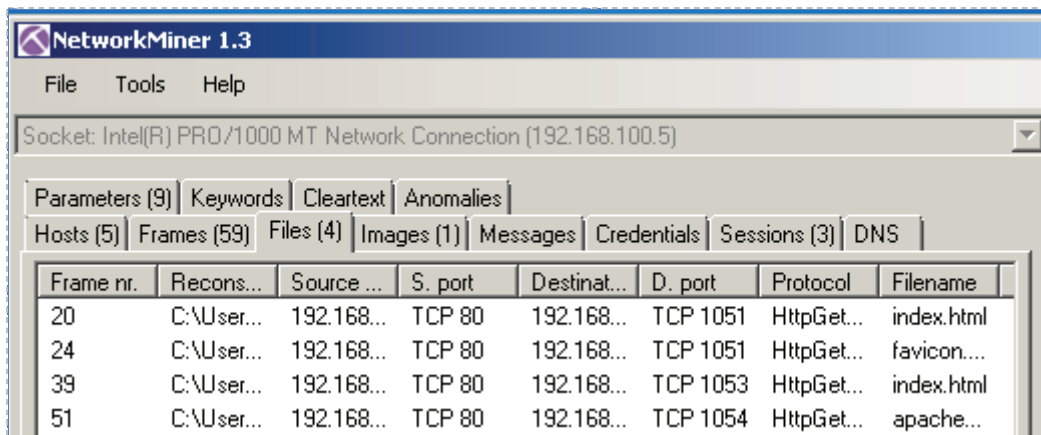 NetworkMiner 1.3
File Tools Help
Socket: Intel(R) PRO/1000 MT Network Connection (192.168.100.5)
Parameters (9) Keywords Cleartext Anomalies
Hosts (5) Frames (59) Files (4) Images (1) Messages Credentials Sessions (3) DNS
Frame nr. Recons... Source ... S. port Destinat... D. port Protocol Filename
20 C:\User... 192.168... TCP 80 192.168... TCP 1051 HttpGet... index.html
24 C:\User... 192.168... TCP 80 192.168... TCP 1051 HttpGet... favicon....
39 C:\User... 192.168... TCP 80 192.168... TCP 1053 HttpGet... index.html
51 C:\User... 192.168... TCP 80 192.168... TCP 1054 HttpGet... apache...